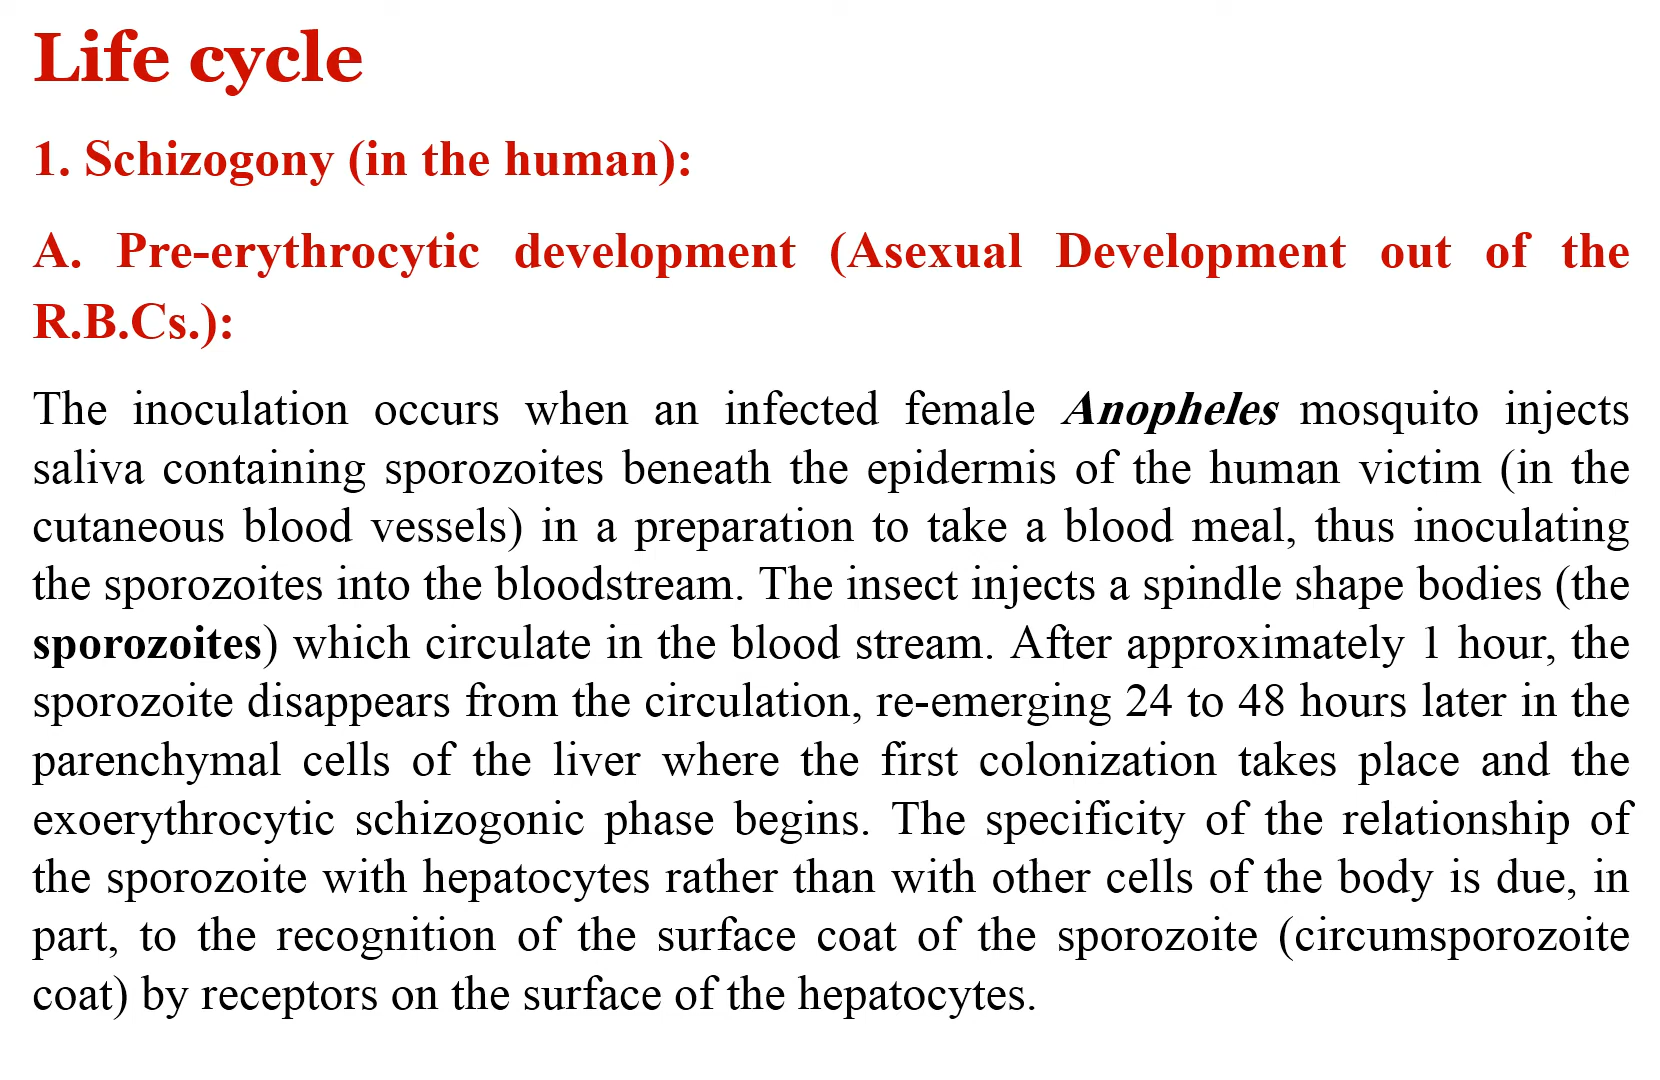 Life cycle
1. Schizogony (in the human):
A. Pre-erythrocytic development (Asexual Development out of the
R.B.Cs.):
The inoculation occurs when an infected female Anopheles mosquito injects
saliva containing sporozoites beneath the epidermis of the human victim (in the
cutaneous blood vessels) in a preparation to take a blood meal, thus inoculating
the sporozoites into the bloodstream. The insect injects a spindle shape bodies (the
sporozoites) which circulate in the blood stream. After approximately 1 hour, the
sporozoite disappears from the circulation, re-emerging 24 to 48 hours later in the
parenchymal cells of the liver where the first colonization takes place and the
exoerythrocytic schizogonic phase begins. The specificity of the relationship of
the sporozoite with hepatocytes rather than with other cells of the body is due, in
part, to the recognition of the surface coat of the sporozoite (circumsporozoite
coat) by receptors on the surface of the hepatocytes.